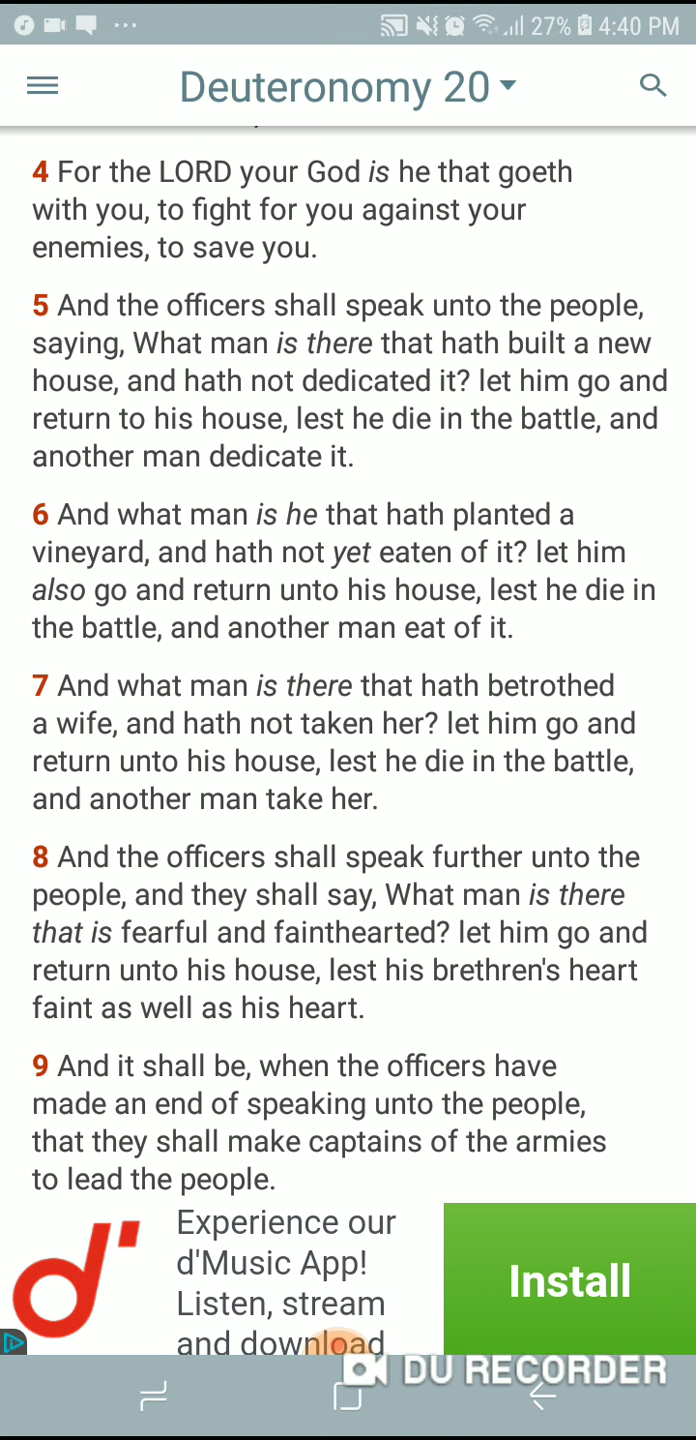 27% 4:40 PM
Deuteronomy 20
4 For the LORD your God is he that goeth
with you, to fight for you against your
enemies, to save you.
5 And the officers shall speak unto the people,
saying, What man is there that hath built a new
house, and hath not dedicated it? let him go and
return to his house, lest he die in the battle, and
another man dedicate it.
6 And what man is he that hath planted a
vineyard, and hath not yet eaten of it? let him
also go and return unto his house, lest he die in
the battle, and another man eat of it.
7 And what man is there that hath betrothed
a wife, and hath not taken her? let him go and
return unto his house, lest he die in the battle,
and another man take her.
8 And the officers shall speak further unto the
people, and they shall say, What man is there
that is fearful and fainthearted? let him go and
return unto his house, lest his brethren's heart
faint as well as his heart.
9 And it shall be, when the officers have
made an end of speaking unto the people,
that they shall make captains of the armies
to lead the people.
d'
Experience our
d'Music App!
Listen, stream
and download
Install
DU RECORDER